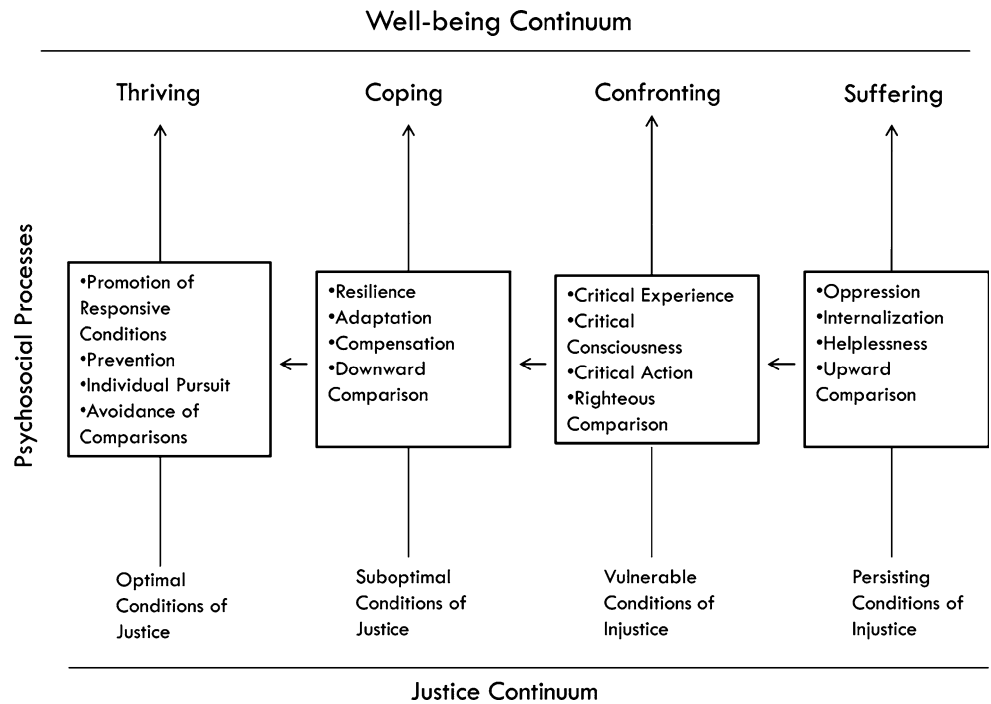 Well-being Continuum
Thriving
Coping
Confronting
Suffering
Psychosocial Processes
•Promotion of
Responsive
Conditions
•Prevention
•Individual Pursuit
•Avoidance of
Comparisons
•Resilience
•Adaptation
•Compensation
•Downward
Comparison
•Critical Experience
•Critical
Consciousness
•Critical Action
•Righteous
Comparison
•Oppression
•Internalization
•Helplessness
•Upward
Comparison
Optimal
Conditions of
Justice
Suboptimal
Conditions of
Justice
Vulnerable
Conditions of
Injustice
Persisting
Conditions of
Injustice
Justice Continuum